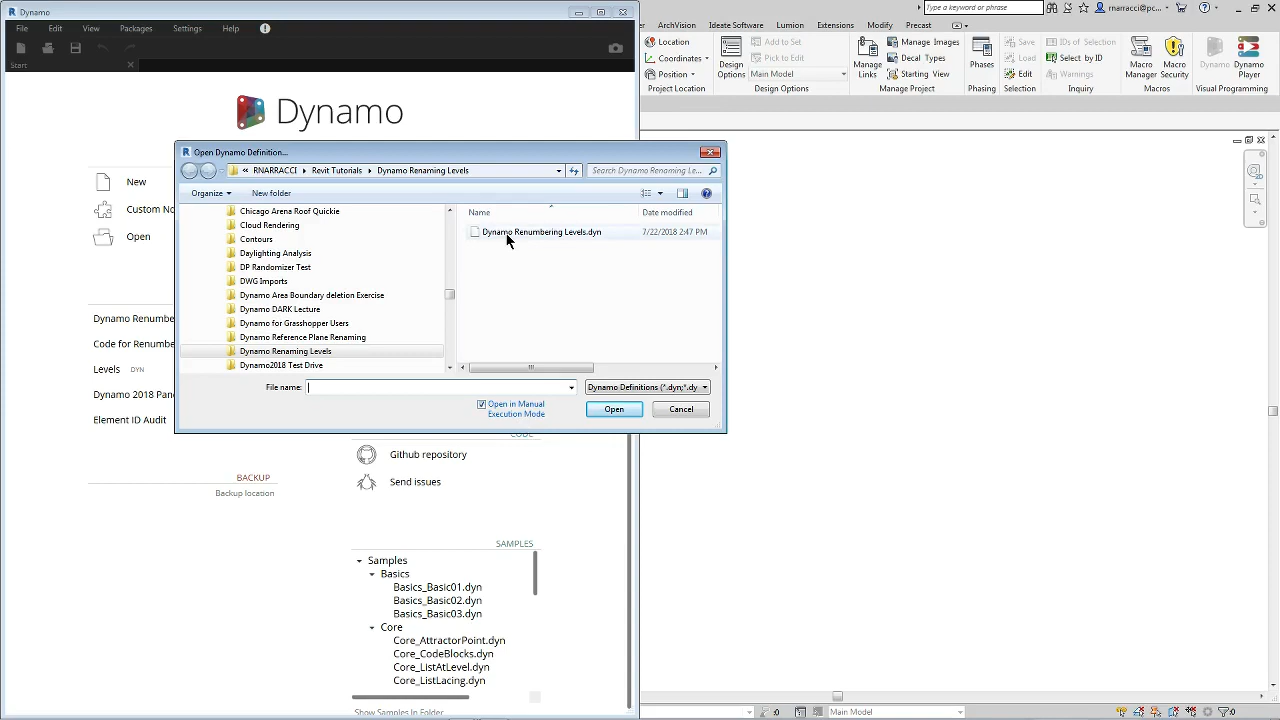 Dynamo
File Edit View Packages Settings Help
Start
Dynamo
New
Custom No
Open
Dynamo Renumbe
Code for Renumbe
Levels DYN
Dynamo 2018 Pan
Element ID Audit
BACKUP
Backup location
CODE
Github repository
Send issues
SAMPLES
Samples
Basics
Basics_Basic01.dyn
Basics_Basic02.dyn
Basics_Basic03.dyn
Core
Core_AttractorPoint.dyn
Core_CodeBlocks.dyn
Core_ListAtLevel.dyn
Core_ListLacing.dyn
Show Samples In Folder
Open Dynamo Definition...
« RNARRACCI Revit Tutorials Dynamo Renaming Levels
Search Dynamo Renaming Le...
Organize New folder
Chicago Arena Roof Quickie
Cloud Rendering
Contours
Daylighting Analysis
DP Randomizer Test
DWG Imports
Dynamo Area Boundary deletion Exercise
Dynamo DARK Lecture
Dynamo for Grasshopper Users
Dynamo Reference Plane Renaming
Dynamo Renaming Levels
Dynamo2018 Test Drive
Name Date modified
Dynamo Renumbering Levels.dyn 7/22/2018 2:47 PM
File name:
Dynamo Definitions (*.dyn;*.dy
Open in Manual
Execution Mode
Open Cancel
Type a keyword or phrase
rnarracci@pc...
ArchVision Ideate Software Lumion Extensions Modify Precast
Location
Coordinates
Position
Project Location
Design
Options
Add to Set
Pick to Edit
Main Model
Design Options
Manage
Links
Manage Images
Decal Types
Starting View
Manage Project
Phases
Phasing
Save
Load
Edit
Selection
IDs of Selection
Select by ID
Warnings
Inquiry
Macro
Manager
Macro
Security
Macros
Dynamo
Dynamo
Player
Visual Programming
:0
Main Model
:0